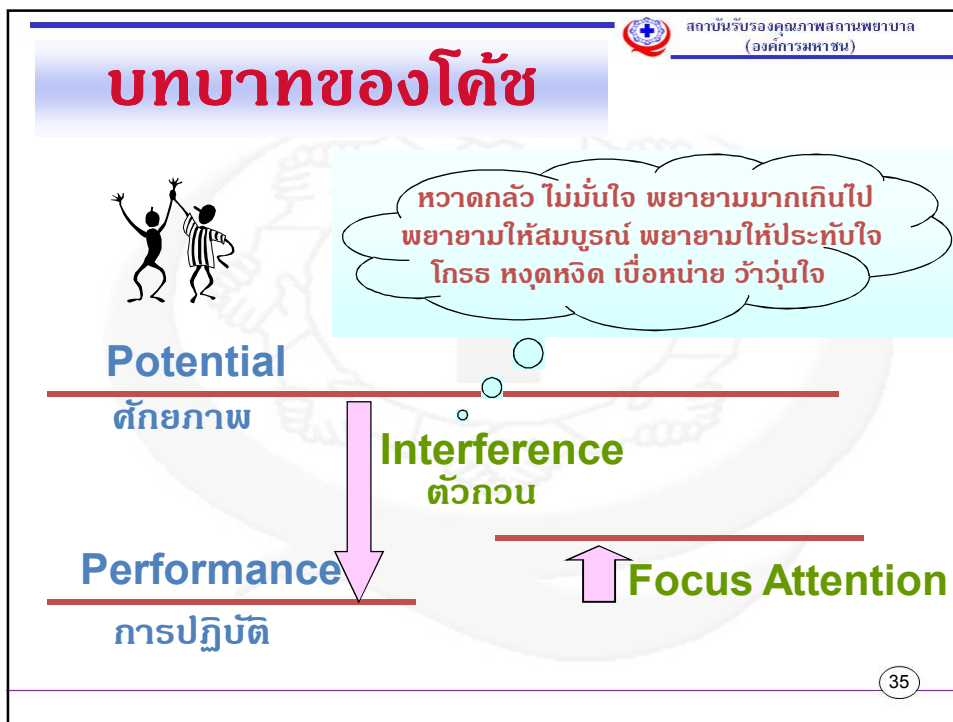 สถาบันรับรองคุณภาพสถานพยาบาล
(องค์การมหาชน)
บทบาทของโค้ช
หวาดกลัว ไม่มั่นใจ พยายามมากเกินไป
พยายามให้สมบูรณ์ พยายามให้ประทับใจ
โกรธ หงุดหงิด เบื่อหน่าย ว้าวุ่นใจ
Potential
ศักยภาพ
Interference
ตัวกวน
Performance
Focus Attention
การปฏิบัติ
35